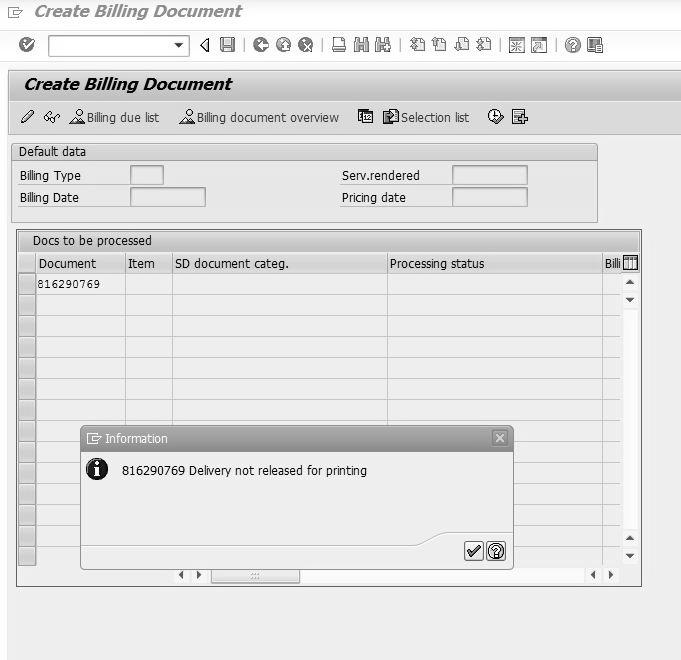 Create Billing Document
Create Billing Document
Billing due list Billing document overview Selection list
Default data
Billing Type Serv.rendered
Billing Date Pricing date
Docs to be processed
Document Item SD document categ. Processing status Billi
816290769
Information
816290769 Delivery not released for printing